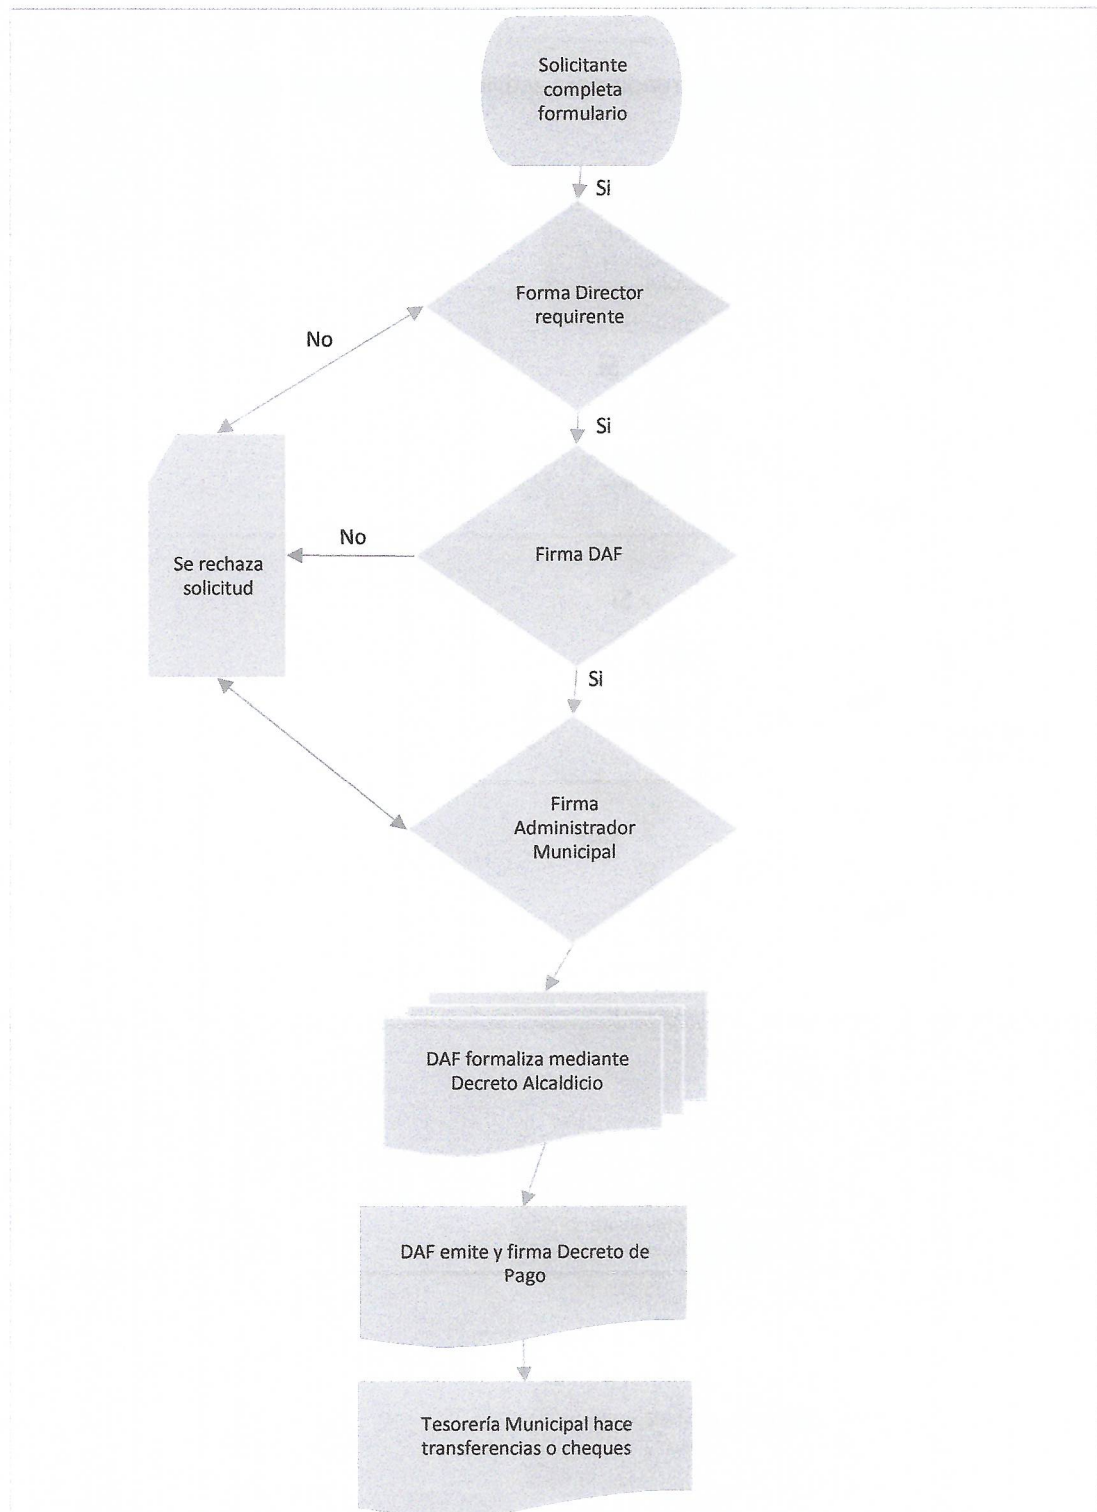 Solicitante
completa
formulario
Si
Forma Director
requirente
No
Si
Firma DAF
No
Se rechaza
solicitud
Si
Firma
Administrador
Municipal
DAF formaliza mediante
Decreto Alcaldicio
DAF emite y firma Decreto de
Pago
Tesorería Municipal hace
transferencias o cheques